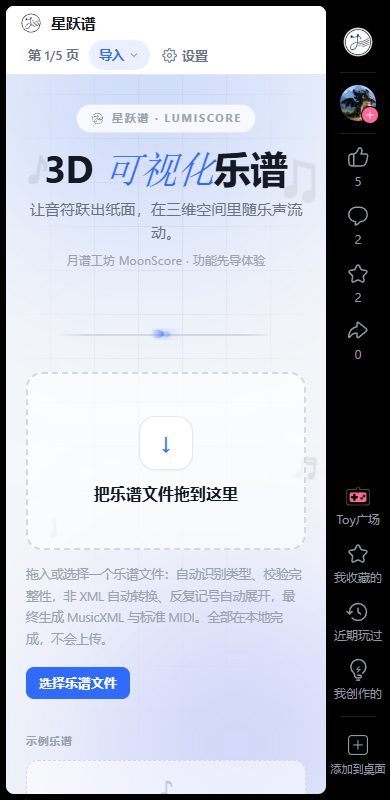 星跃谱
第 1/5 页 导入 设置
星跃谱 · LUMISCORE
3D 可视化乐谱
让音符跃出纸面，在三维空间里随乐声流
动。
月谱工坊 MoonScore · 功能先导体验
↓
把乐谱文件拖到这里
拖入或选择一个乐谱文件：自动识别类型、校验完
整性，非 XML 自动转换、反复记号自动展开，最
终生成 MusicXML 与标准 MIDI。全部在本地完
成，不会上传。
选择乐谱文件
示例乐谱
5
2
2
0
Toy广场
我收藏的
近期玩过
我创作的
添加到桌面